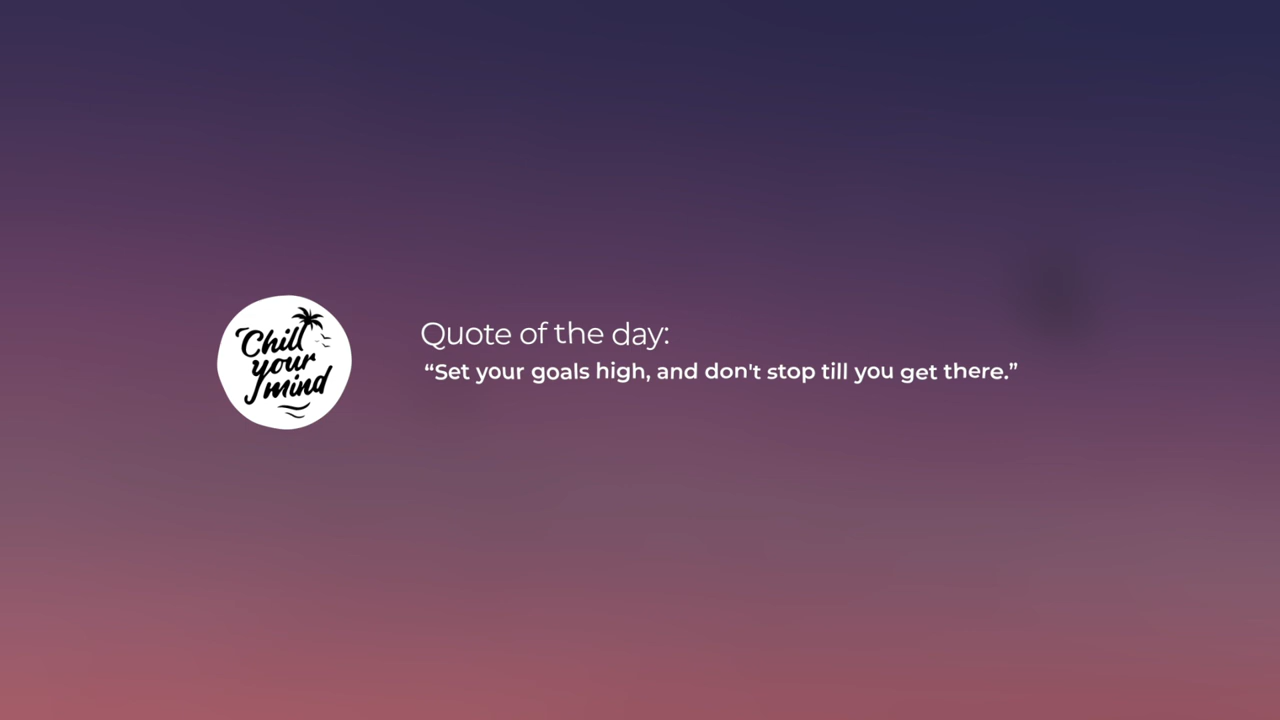 Chill
your
mind
Quote of the day:
“Set your goals high, and don't stop till you get there.”